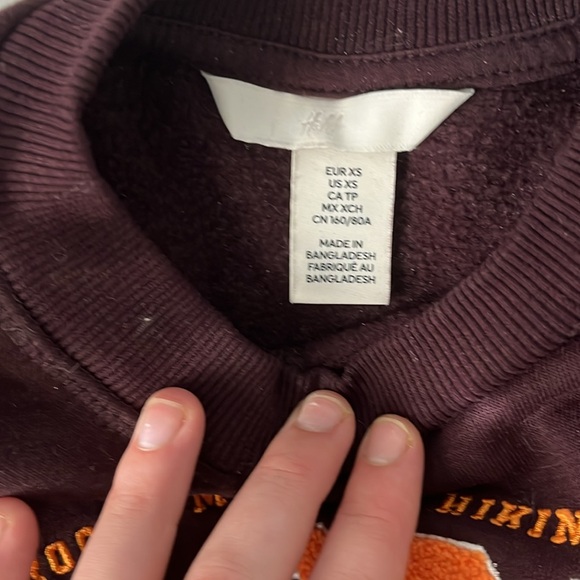 H&M
EUR XS
US XS
CA TP
MX XCH
CN 160/80A
MADE IN
BANGLADESH
FABRIQUÉ AU
BANGLADESH
HIKIN